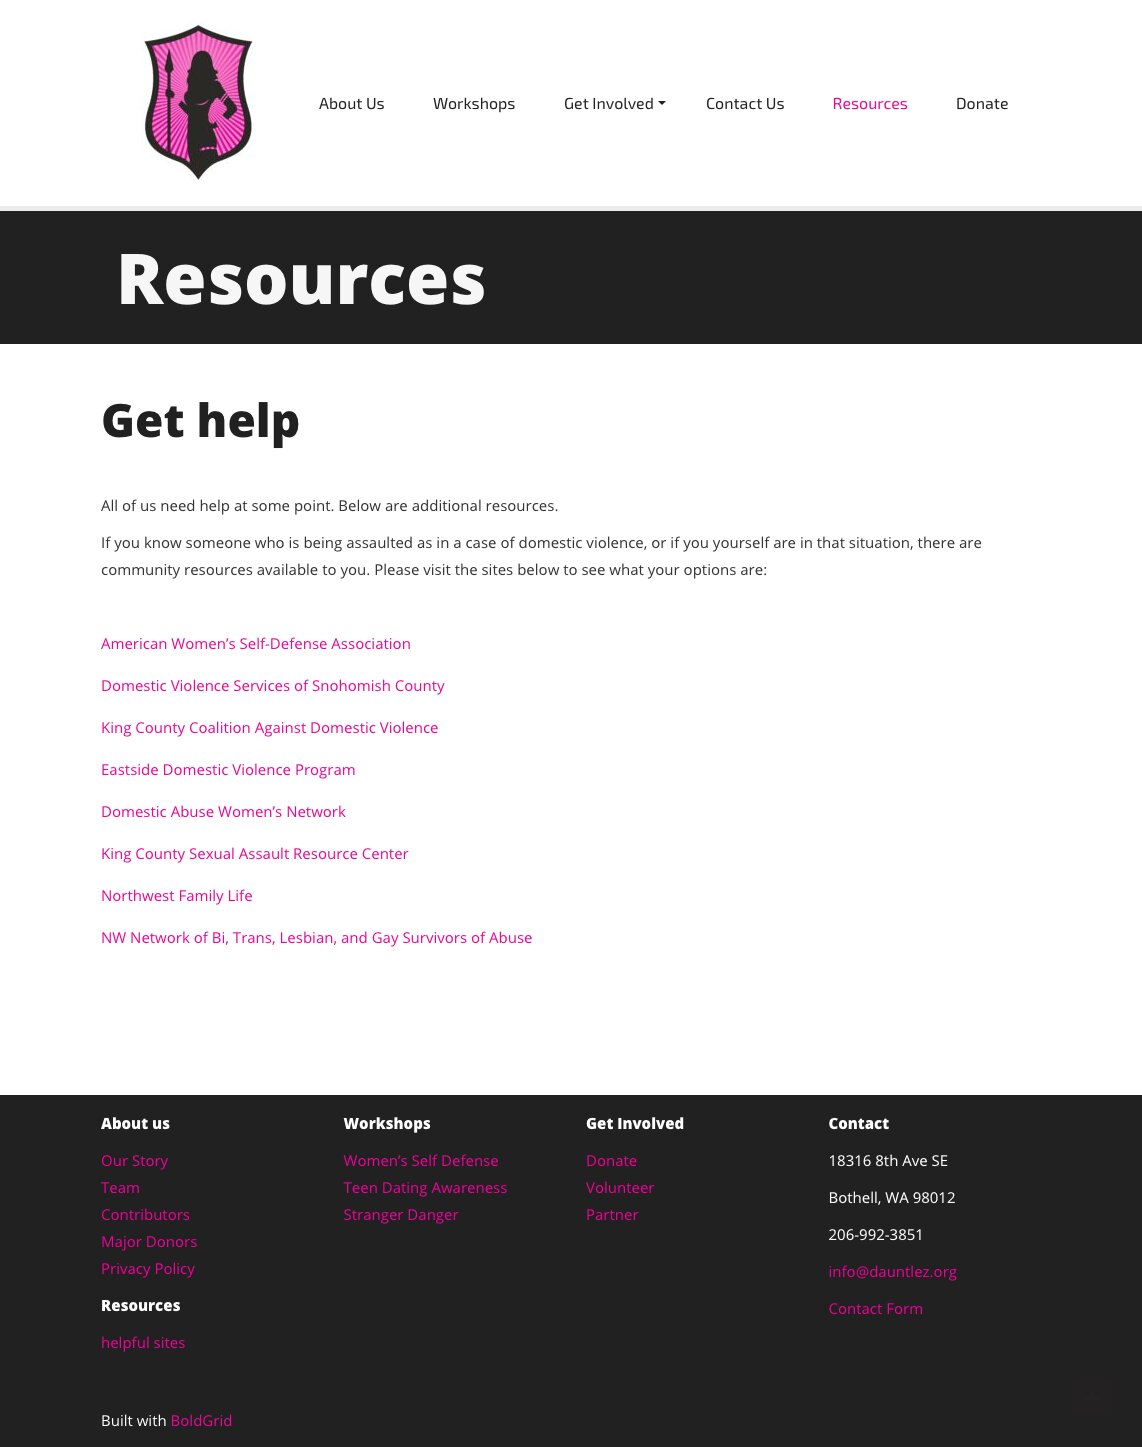 About Us
Workshops
Get Involved
Contact Us
Resources
Donate
Resources
Get help
All of us need help at some point. Below are additional resources.
If you know someone who is being assaulted as in a case of domestic violence, or if you yourself are in that situation, there are
community resources available to you. Please visit the sites below to see what your options are:
American Women’s Self-Defense Association
Domestic Violence Services of Snohomish County
King County Coalition Against Domestic Violence
Eastside Domestic Violence Program
Domestic Abuse Women’s Network
King County Sexual Assault Resource Center
Northwest Family Life
NW Network of Bi, Trans, Lesbian, and Gay Survivors of Abuse
About us
Our Story
Team
Contributors
Major Donors
Privacy Policy
Resources
helpful sites
Workshops
Women’s Self Defense
Teen Dating Awareness
Stranger Danger
Get Involved
Donate
Volunteer
Partner
Contact
18316 8th Ave SE
Bothell, WA 98012
206-992-3851
info@dauntlez.org
Contact Form
Built with BoldGrid